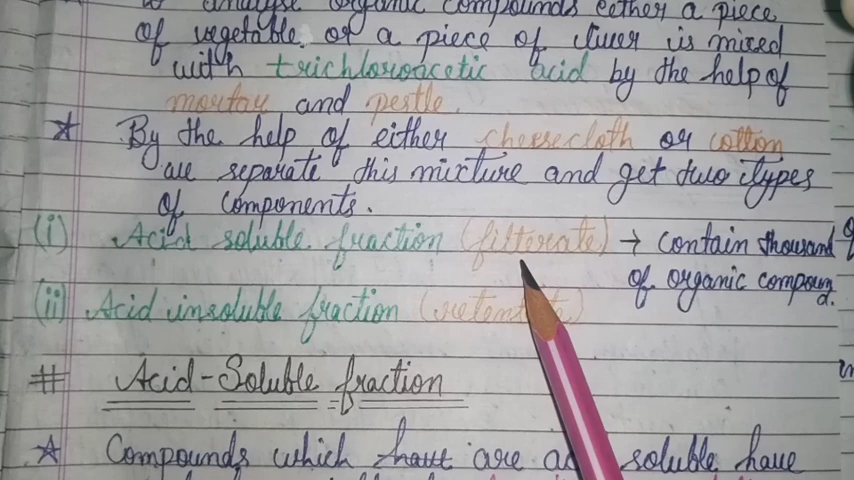 to analyse organic compounds either a piece
of vegetable or a piece of liver is mixed
with trichloroacetic acid by the help of
mortar and pestle.
☆ By the help of either cheesecloth or cotton
we separate this mixture and get two types
of components.
(i) Acid soluble fraction (filterate) → contain thousand
of organic compound.
(ii) Acid insoluble fraction
# Acid-Soluble fraction
☆ Compounds which are soluble have